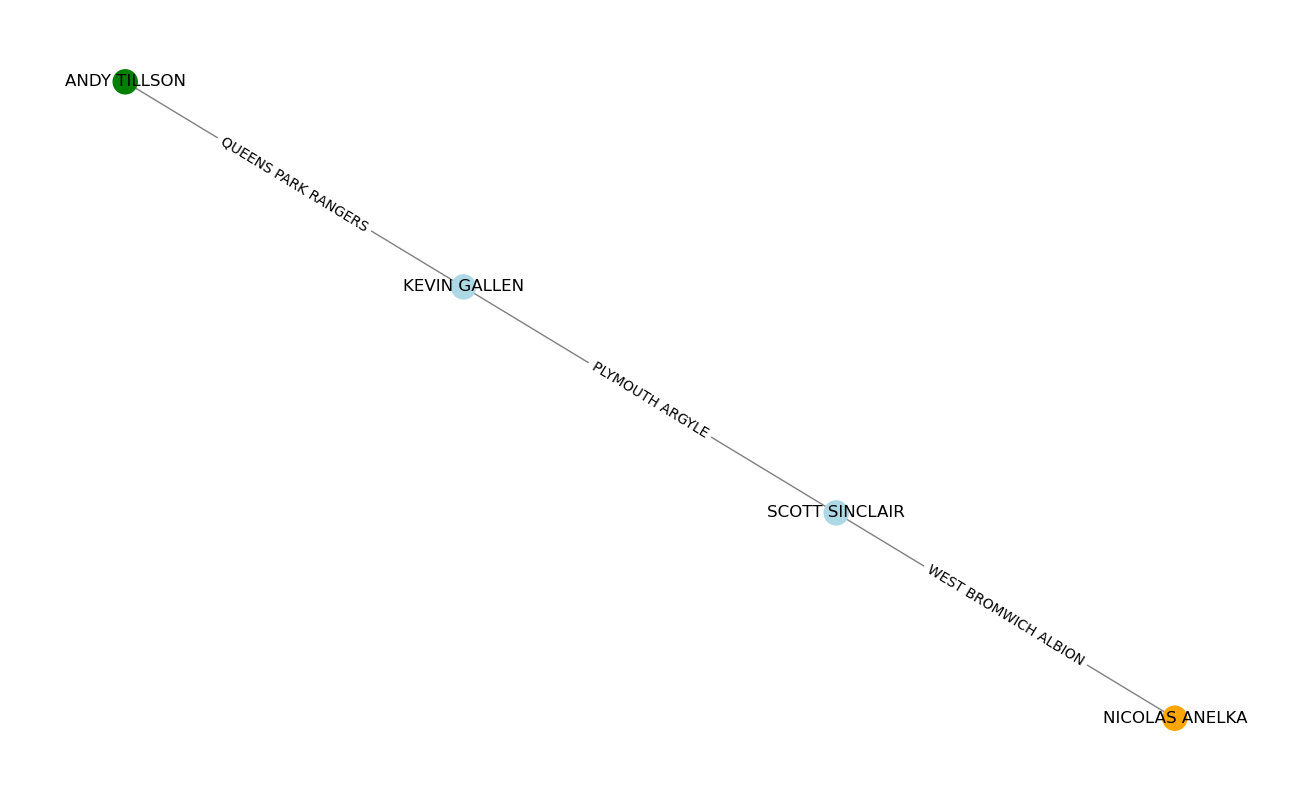 ANDY TILLSON
QUEENS PARK RANGERS
KEVIN GALLEN
PLYMOUTH ARGYLE
SCOTT SINCLAIR
WEST BROMWICH ALBION
NICOLAS ANELKA